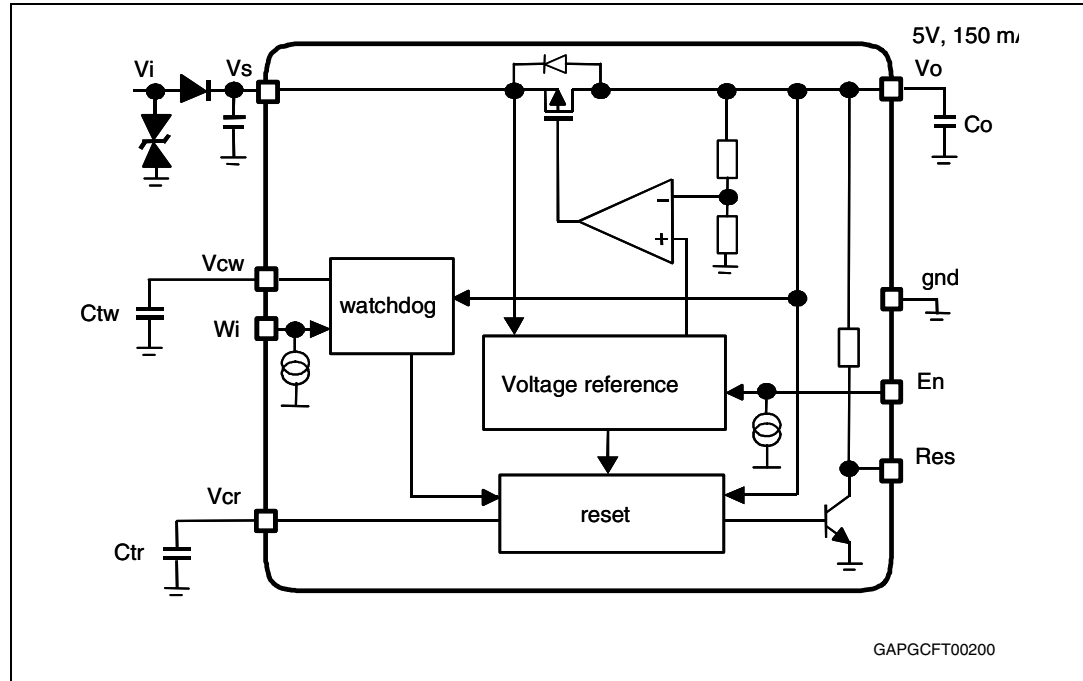 5V, 150 m
Vi
Vs
Vo
Co
−
+
Vcw
gnd
Ctw
watchdog
Wi
Voltage reference
En
Res
Vcr
reset
Ctr
GAPGCFT00200